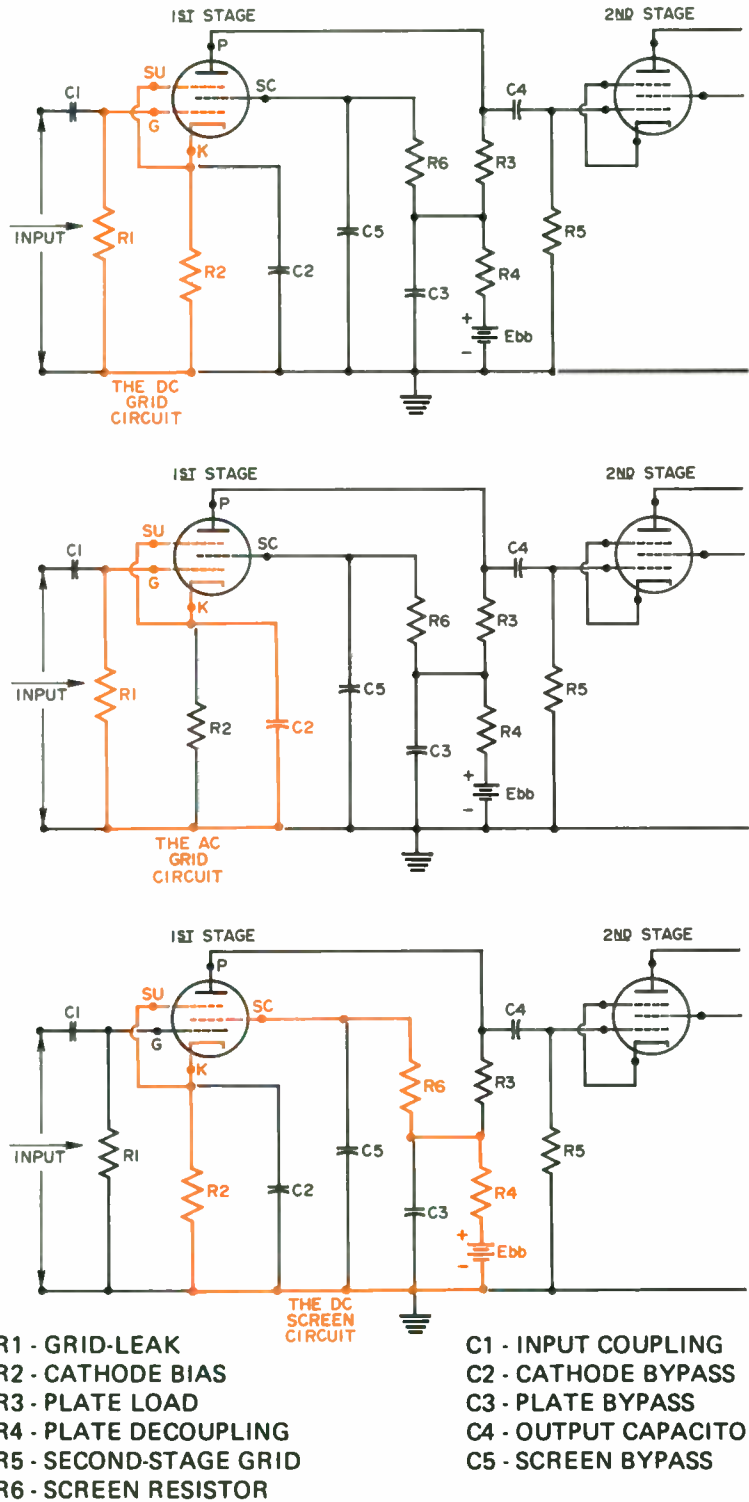 1ST STAGE
2ND STAGE
P
C1
SU
SC
C4
G
K
R6
R3
INPUT
R1
C5
R5
R2
C2
R4
C3
+
Ebb
-
THE DC
GRID
CIRCUIT
1ST STAGE
2ND STAGE
P
C1
SU
SC
C4
G
K
R6
R3
INPUT
R1
C5
R5
R2
C2
R4
C3
+
Ebb
-
THE AC
GRID
CIRCUIT
1ST STAGE
2ND STAGE
P
SU
SC
C1
C4
G
K
R6
R3
INPUT
R1
C5
R5
R2
C2
R4
C3
+
Ebb
-
THE DC
SCREEN
CIRCUIT
R1 - GRID-LEAK
R2 - CATHODE BIAS
R3 - PLATE LOAD
R4 - PLATE DECOUPLING
R5 - SECOND-STAGE GRID
R6 - SCREEN RESISTOR
C1 - INPUT COUPLING
C2 - CATHODE BYPASS
C3 - PLATE BYPASS
C4 - OUTPUT CAPACITO
C5 - SCREEN BYPASS